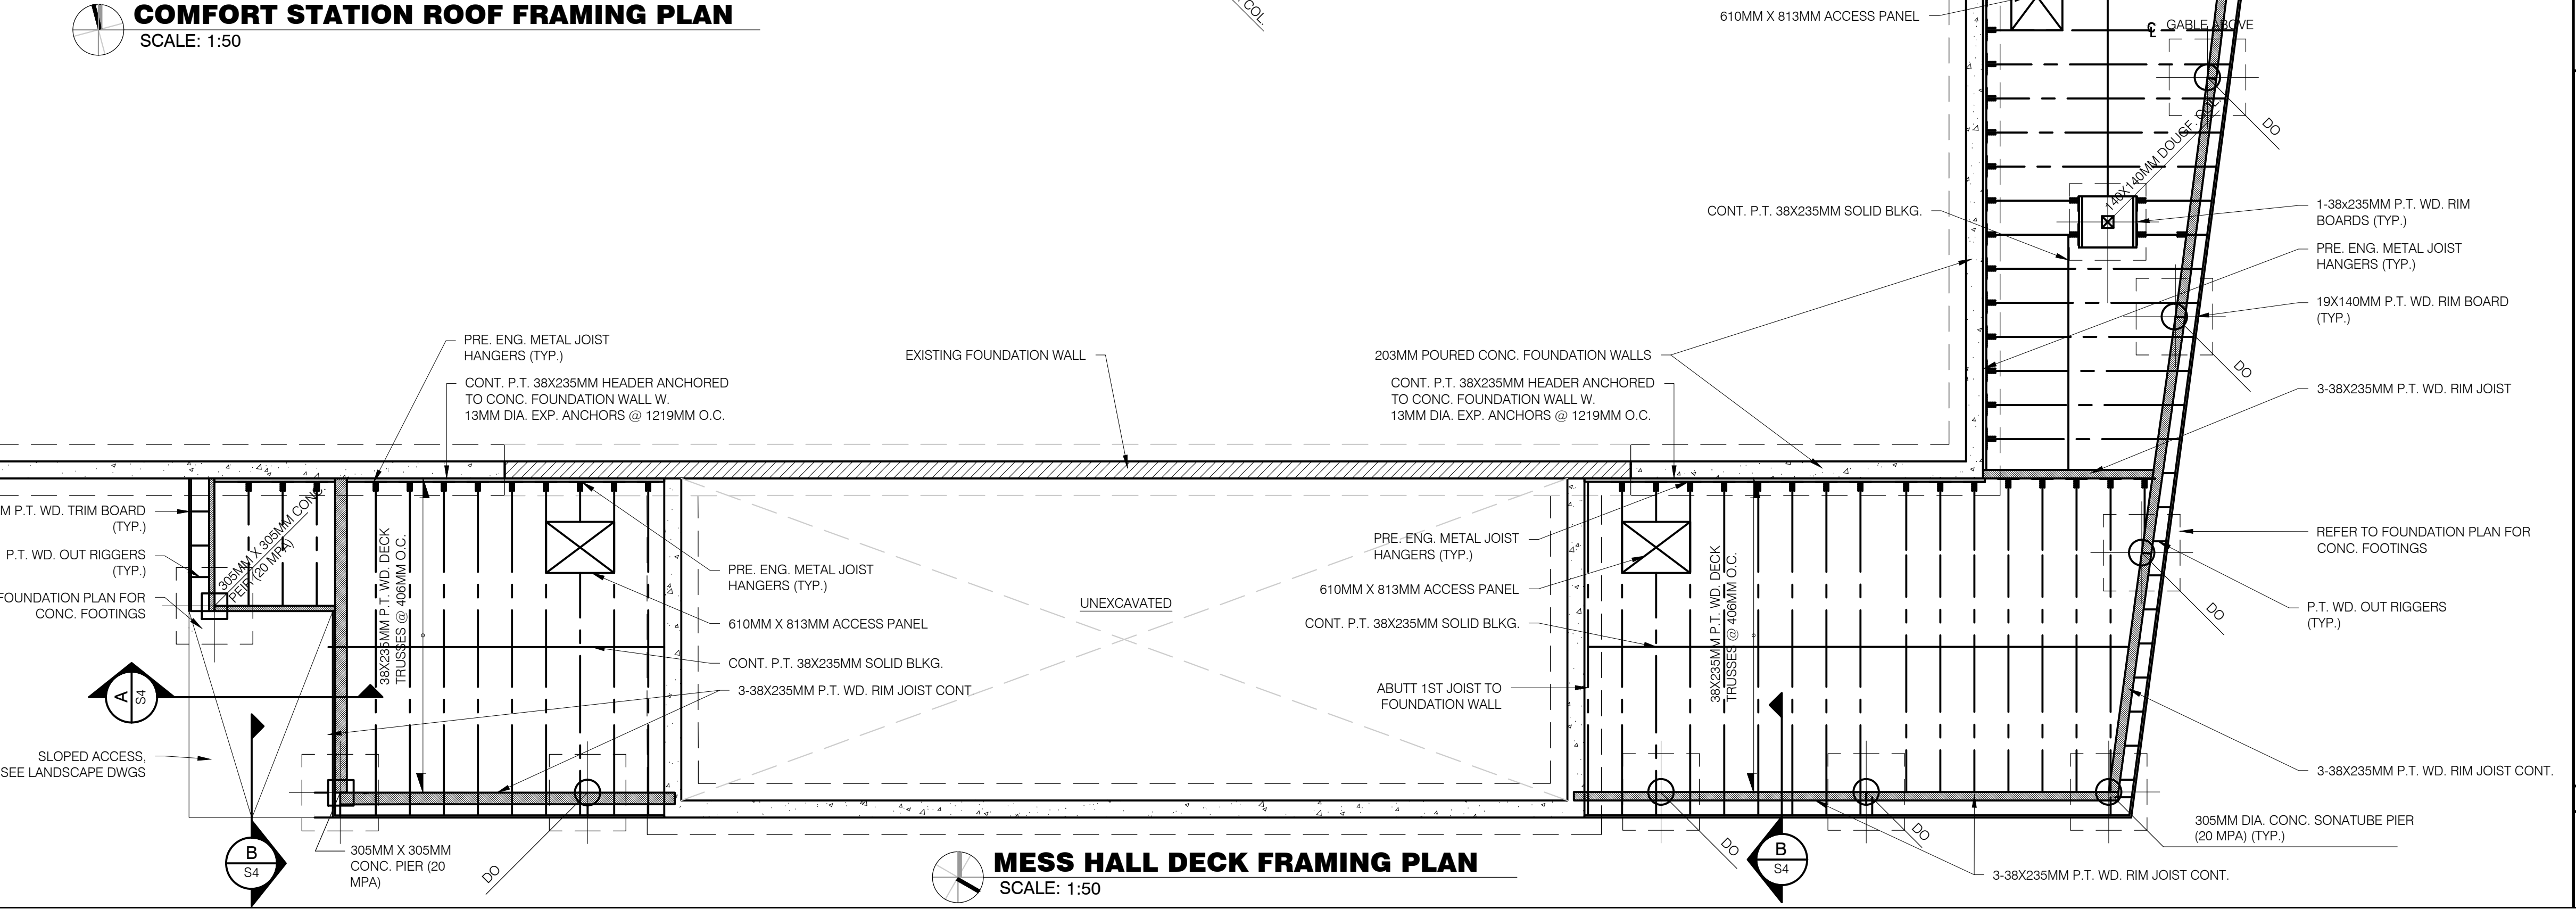 COMFORT STATION ROOF FRAMING PLAN
SCALE: 1:50
COL.
610MM X 813MM ACCESS PANEL
GABLE ABOVE
DO
140X140MM DOUGF.
CONT. P.T. 38X235MM SOLID BLKG.
1-38x235MM P.T. WD. RIM
BOARDS (TYP.)
PRE. ENG. METAL JOIST
HANGERS (TYP.)
19X140MM P.T. WD. RIM BOARD
(TYP.)
DO
3-38X235MM P.T. WD. RIM JOIST
PRE. ENG. METAL JOIST
HANGERS (TYP.)
CONT. P.T. 38X235MM HEADER ANCHORED
TO CONC. FOUNDATION WALL W.
13MM DIA. EXP. ANCHORS @ 1219MM O.C.
EXISTING FOUNDATION WALL
203MM POURED CONC. FOUNDATION WALLS
CONT. P.T. 38X235MM HEADER ANCHORED
TO CONC. FOUNDATION WALL W.
13MM DIA. EXP. ANCHORS @ 1219MM O.C.
M P.T. WD. TRIM BOARD
(TYP.)
P.T. WD. OUT RIGGERS
(TYP.)
FOUNDATION PLAN FOR
CONC. FOOTINGS
305MM X 305MM CONC.
PEIR (20 MPA)
38X235MM P.T. WD. DECK
TRUSSES @ 406MM O.C.
PRE. ENG. METAL JOIST
HANGERS (TYP.)
610MM X 813MM ACCESS PANEL
CONT. P.T. 38X235MM SOLID BLKG.
3-38X235MM P.T. WD. RIM JOIST CONT
UNEXCAVATED
PRE. ENG. METAL JOIST
HANGERS (TYP.)
610MM X 813MM ACCESS PANEL
CONT. P.T. 38X235MM SOLID BLKG.
ABUTT 1ST JOIST TO
FOUNDATION WALL
38X235MM P.T. WD. DECK
TRUSSES @ 406MM O.C.
REFER TO FOUNDATION PLAN FOR
CONC. FOOTINGS
P.T. WD. OUT RIGGERS
(TYP.)
DO
3-38X235MM P.T. WD. RIM JOIST CONT.
305MM DIA. CONC. SONATUBE PIER
(20 MPA) (TYP.)
3-38X235MM P.T. WD. RIM JOIST CONT.
A
S4
SLOPED ACCESS,
SEE LANDSCAPE DWGS
B
S4
305MM X 305MM
CONC. PIER (20
MPA)
DO
DO
DO
B
S4
MESS HALL DECK FRAMING PLAN
SCALE: 1:50